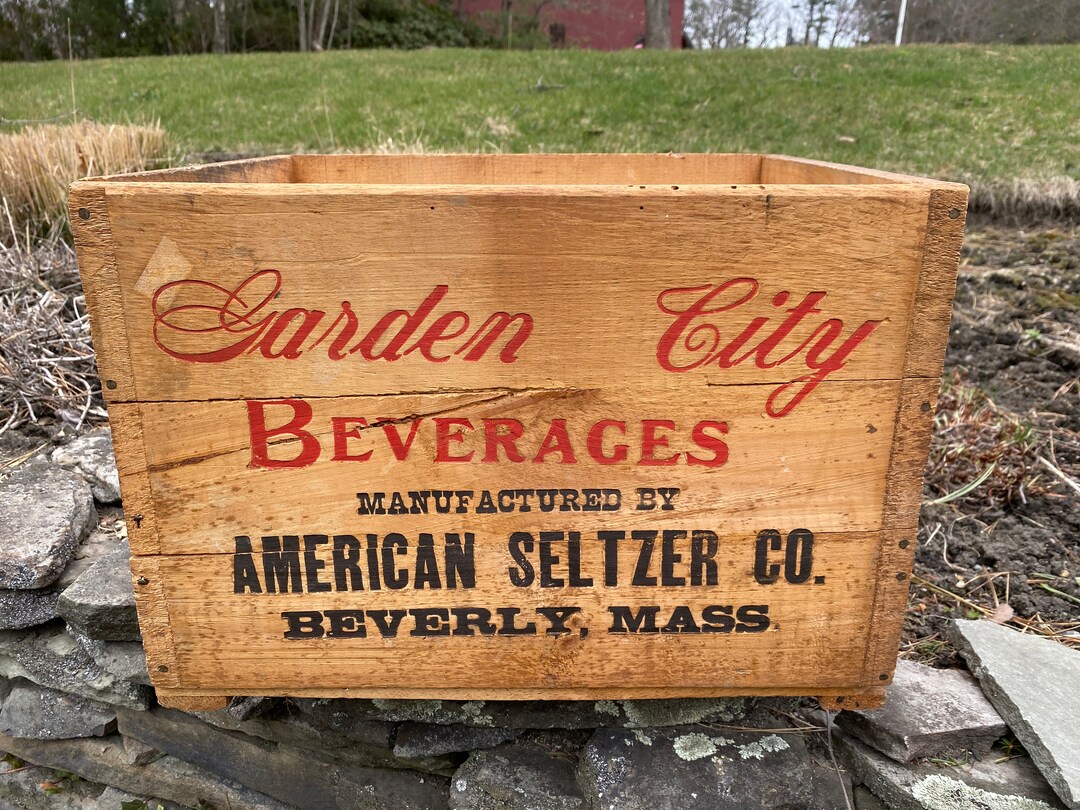 Garden City
BEVERAGES
MANUFACTURED BY
AMERICAN SELTZER CO.
BEVERLY, MASS.